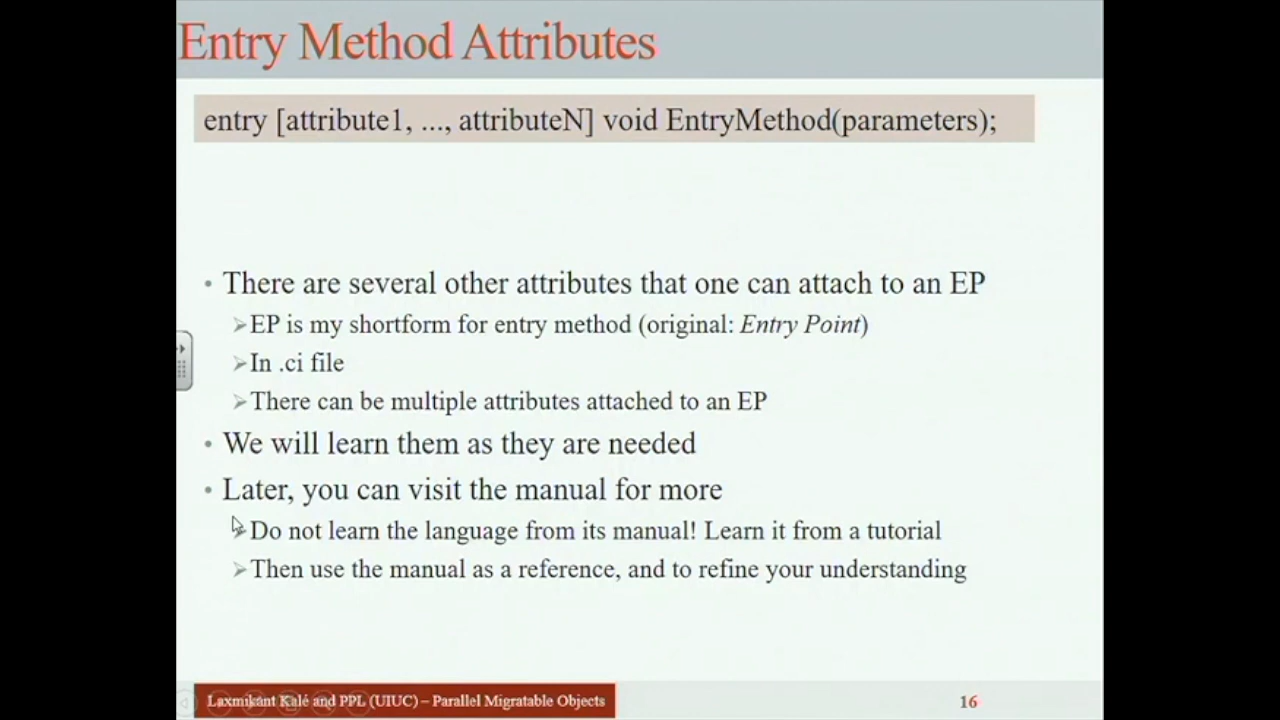 Entry Method Attributes
entry [attribute1, ..., attributeN] void EntryMethod(parameters);
• There are several other attributes that one can attach to an EP
➢EP is my shortform for entry method (original: Entry Point)
➢In .ci file
➢There can be multiple attributes attached to an EP
• We will learn them as they are needed
• Later, you can visit the manual for more
➢Do not learn the language from its manual! Learn it from a tutorial
➢Then use the manual as a reference, and to refine your understanding
Laxmikant Kalé and PPL (UIUC) – Parallel Migratable Objects
16